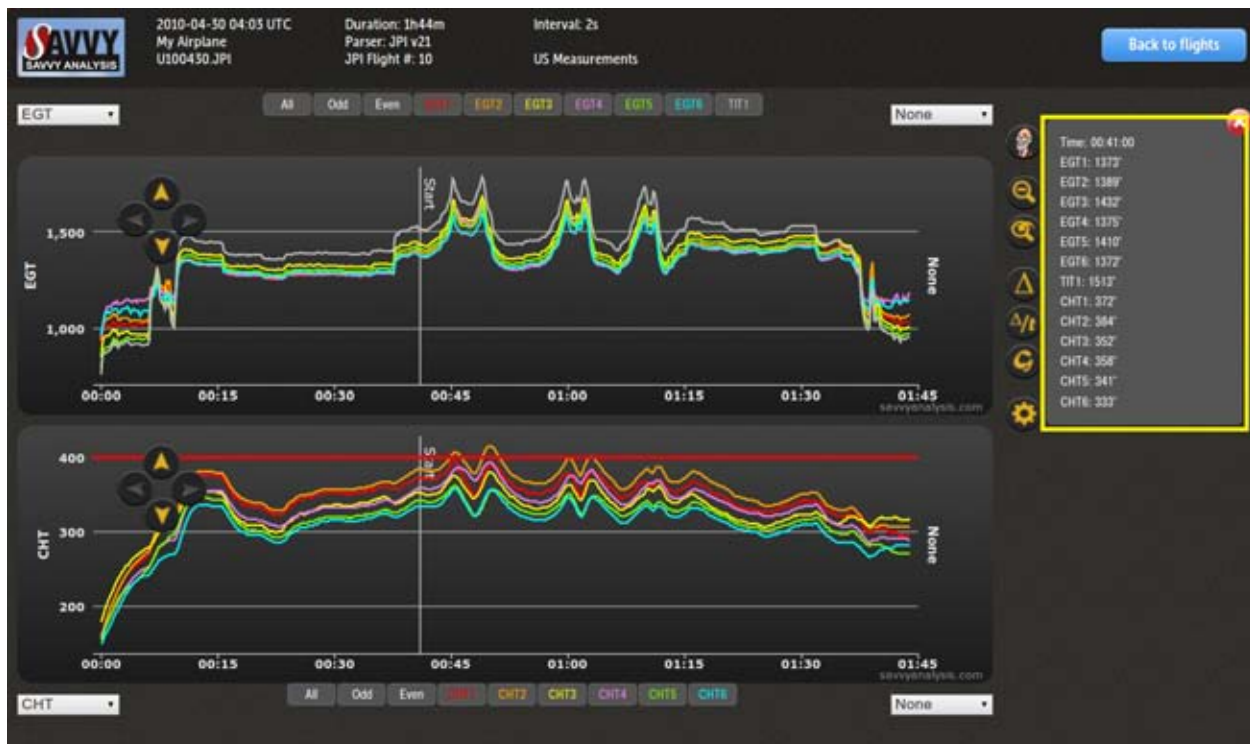 SAVVY
SAVVY ANALYSIS
2010-04-30 04:03 UTC
My Airplane
U100430.JPI
Duration: 1h44m
Parser: JPI v21
JPI Flight #: 10
Interval: 2s
US Measurements
Back to flights
EGT
All Odd Even EGT1 EGT2 EGT3 EGT4 EGT5 EGT6 TIT1
None
EGT
1,500
1,000
Start
None
00:00 00:15 00:30 00:45 01:00 01:15 01:30 01:45
savvyanalysis.com
Δ
Δ/t
Time: 00:41:00
EGT1: 1373°
EGT2: 1389°
EGT3: 1432°
EGT4: 1375°
EGT5: 1410°
EGT6: 1372°
TIT1: 1513°
CHT1: 372°
CHT2: 384°
CHT3: 352°
CHT4: 358°
CHT5: 341°
CHT6: 333°
CHT
400
300
200
Start
None
00:00 00:15 00:30 00:45 01:00 01:15 01:30 01:45
savvyanalysis.com
CHT
All Odd Even CHT1 CHT2 CHT3 CHT4 CHT5 CHT6
None